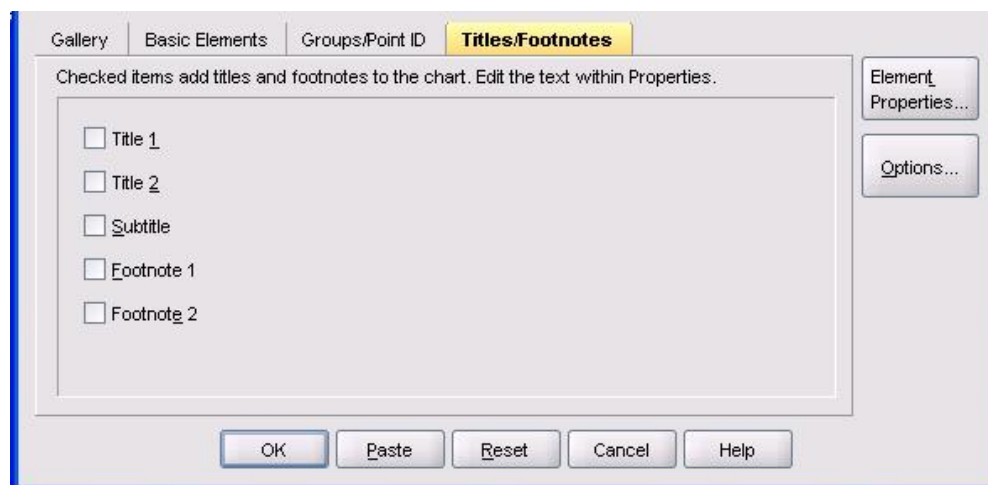 Gallery Basic Elements Groups/Point ID Titles/Footnotes
Checked items add titles and footnotes to the chart. Edit the text within Properties.
Element
Properties...
Options...
Title 1
Title 2
Subtitle
Footnote 1
Footnote 2
OK Paste Reset Cancel Help